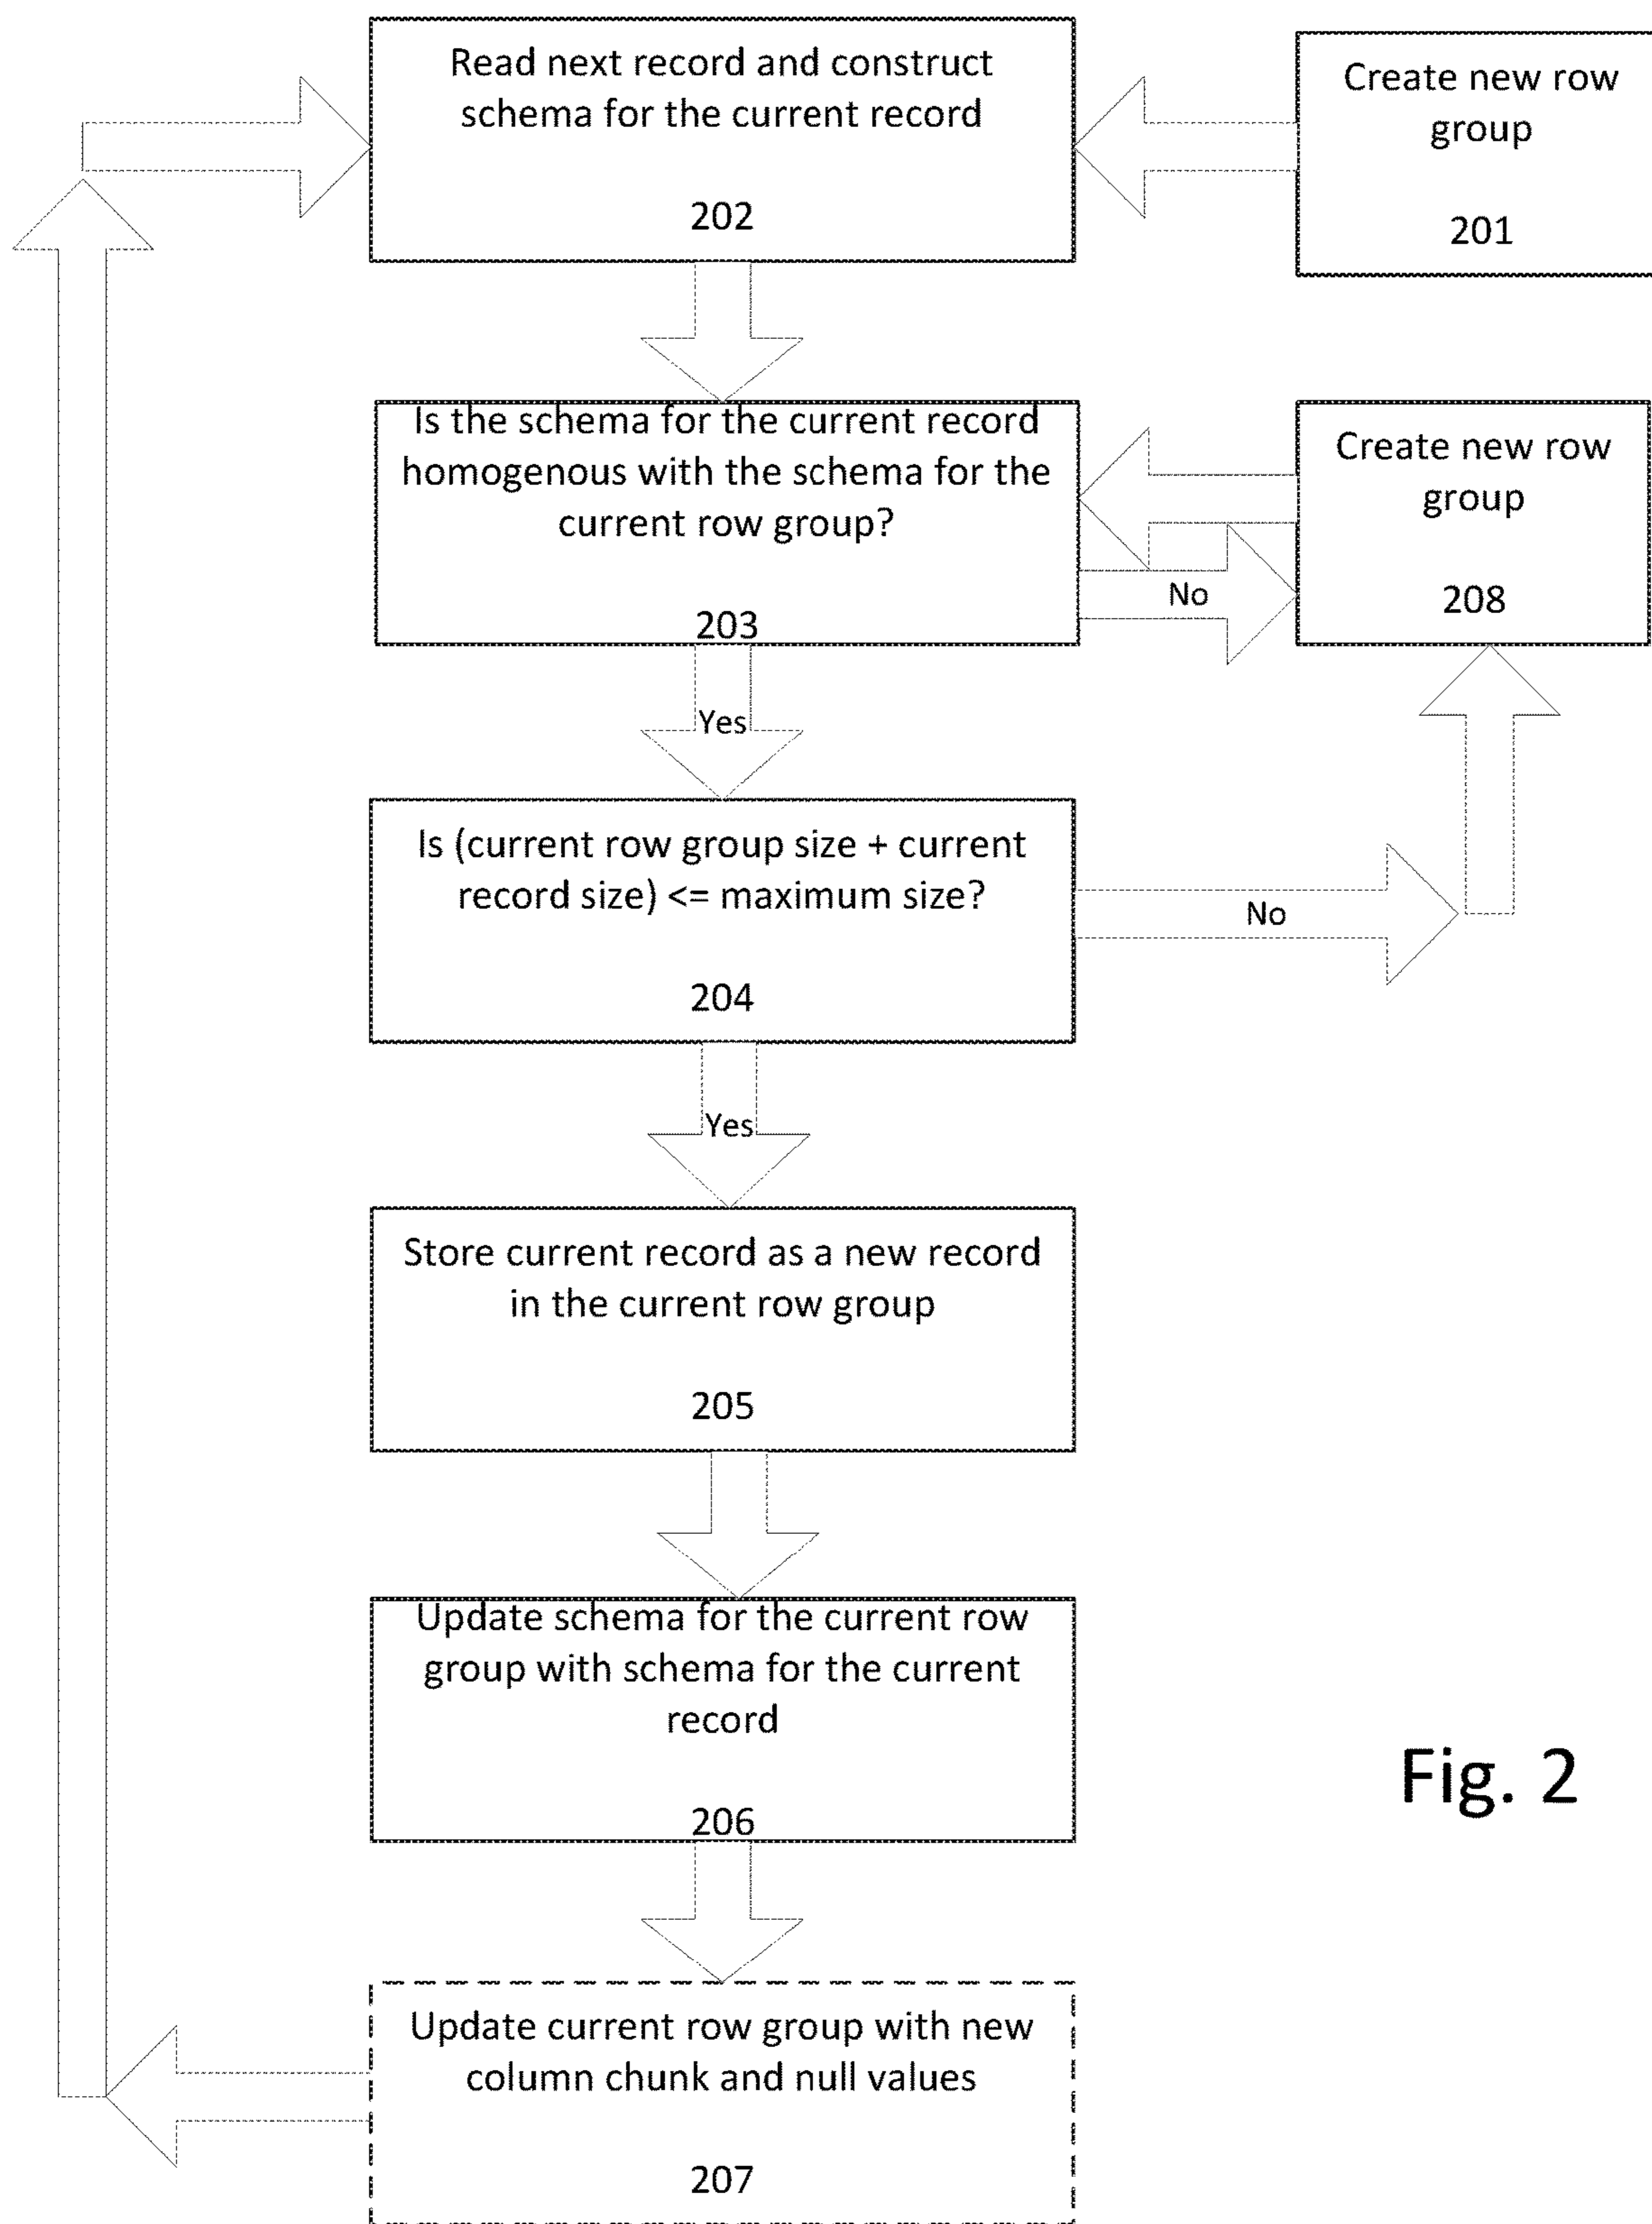 Read next record and construct
schema for the current record
202
Create new row
group
201
Is the schema for the current record
homogenous with the schema for the
current row group?
203
Create new row
group
208
No
Yes
Is (current row group size + current
record size) <= maximum size?
204
No
Yes
Store current record as a new record
in the current row group
205
Update schema for the current row
group with schema for the current
record
206
Fig. 2
Update current row group with new
column chunk and null values
207